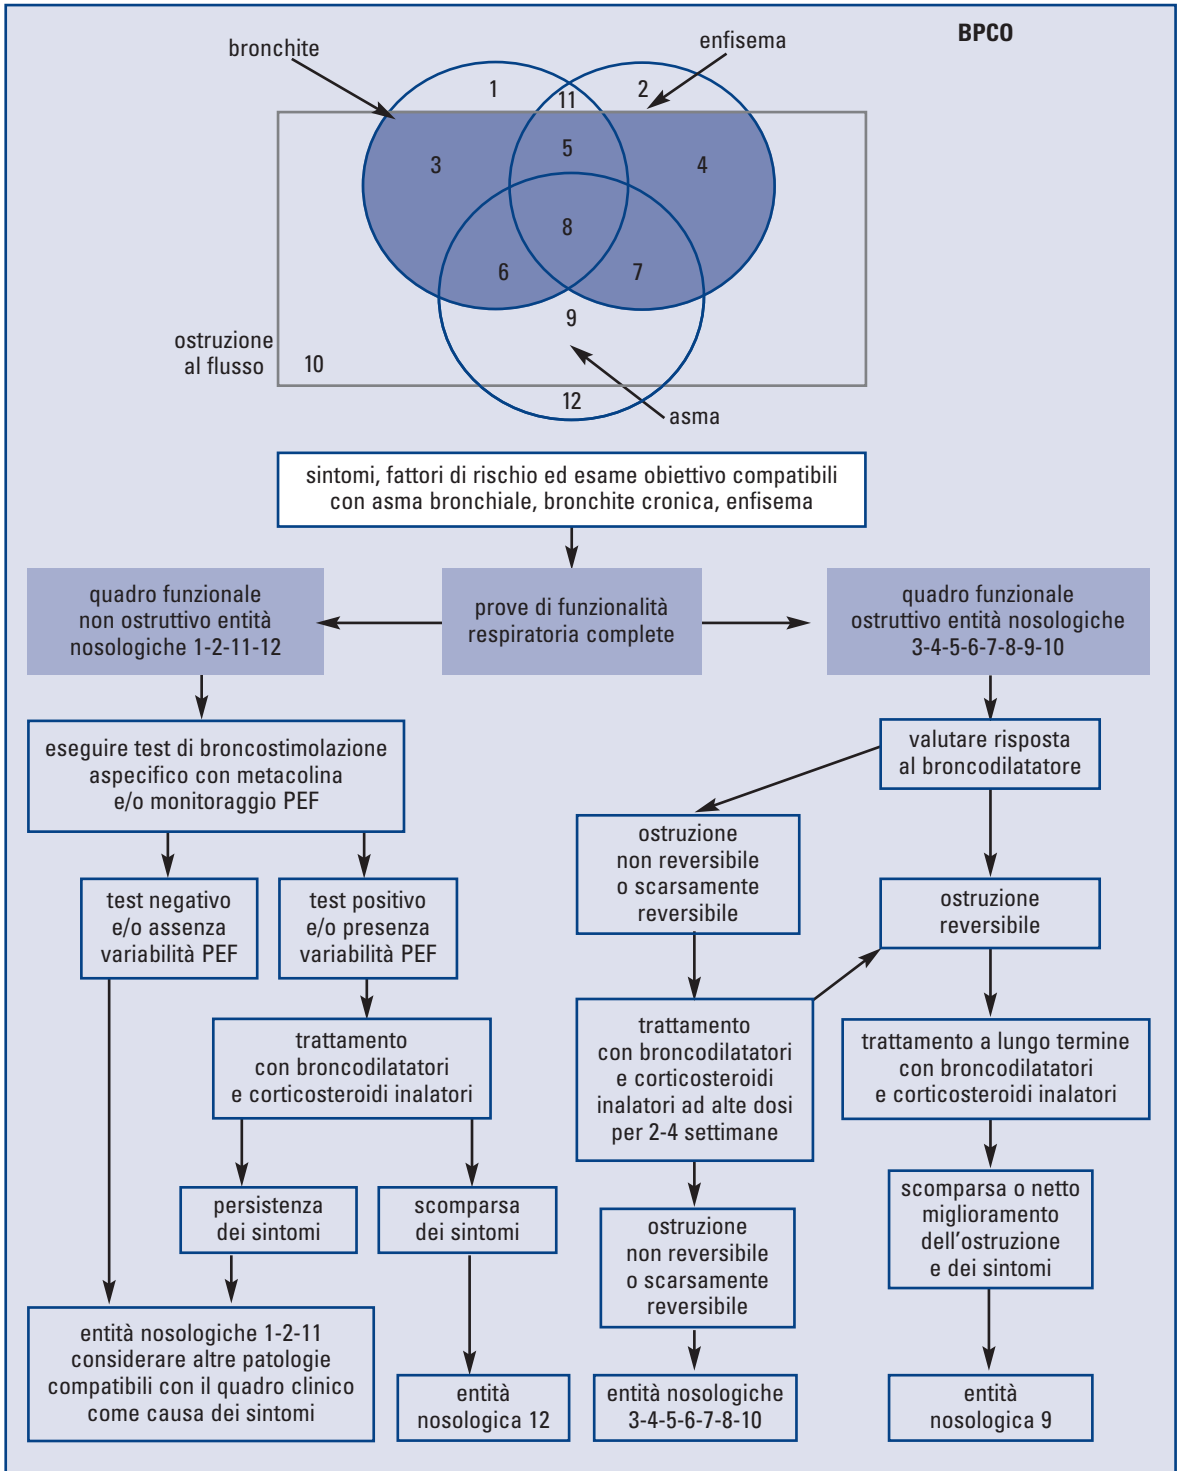 BPCO
bronchite
enfisema
1
11
2
3
5
4
8
6
7
9
ostruzione
al flusso
10
12
asma
sintomi, fattori di rischio ed esame obiettivo compatibili
con asma bronchiale, bronchite cronica, enfisema
quadro funzionale
non ostruttivo entità
nosologiche 1-2-11-12
prove di funzionalità
respiratoria complete
quadro funzionale
ostruttivo entità nosologiche
3-4-5-6-7-8-9-10
eseguire test di broncostimolazione
aspecifico con metacolina
e/o monitoraggio PEF
valutare risposta
al broncodilatatore
test negativo
e/o assenza
variabilità PEF
test positivo
e/o presenza
variabilità PEF
ostruzione
non reversibile
o scarsamente
reversibile
ostruzione
reversibile
trattamento
con broncodilatatori
e corticosteroidi inalatori
trattamento
con broncodilatatori
e corticosteroidi
inalatori ad alte dosi
per 2-4 settimane
trattamento a lungo termine
con broncodilatatori
e corticosteroidi inalatori
persistenza
dei sintomi
scomparsa
dei sintomi
ostruzione
non reversibile
o scarsamente
reversibile
scomparsa o netto
miglioramento
dell'ostruzione
e dei sintomi
entità nosologiche 1-2-11
considerare altre patologie
compatibili con il quadro clinico
come causa dei sintomi
entità
nosologica 12
entità nosologiche
3-4-5-6-7-8-10
entità
nosologica 9